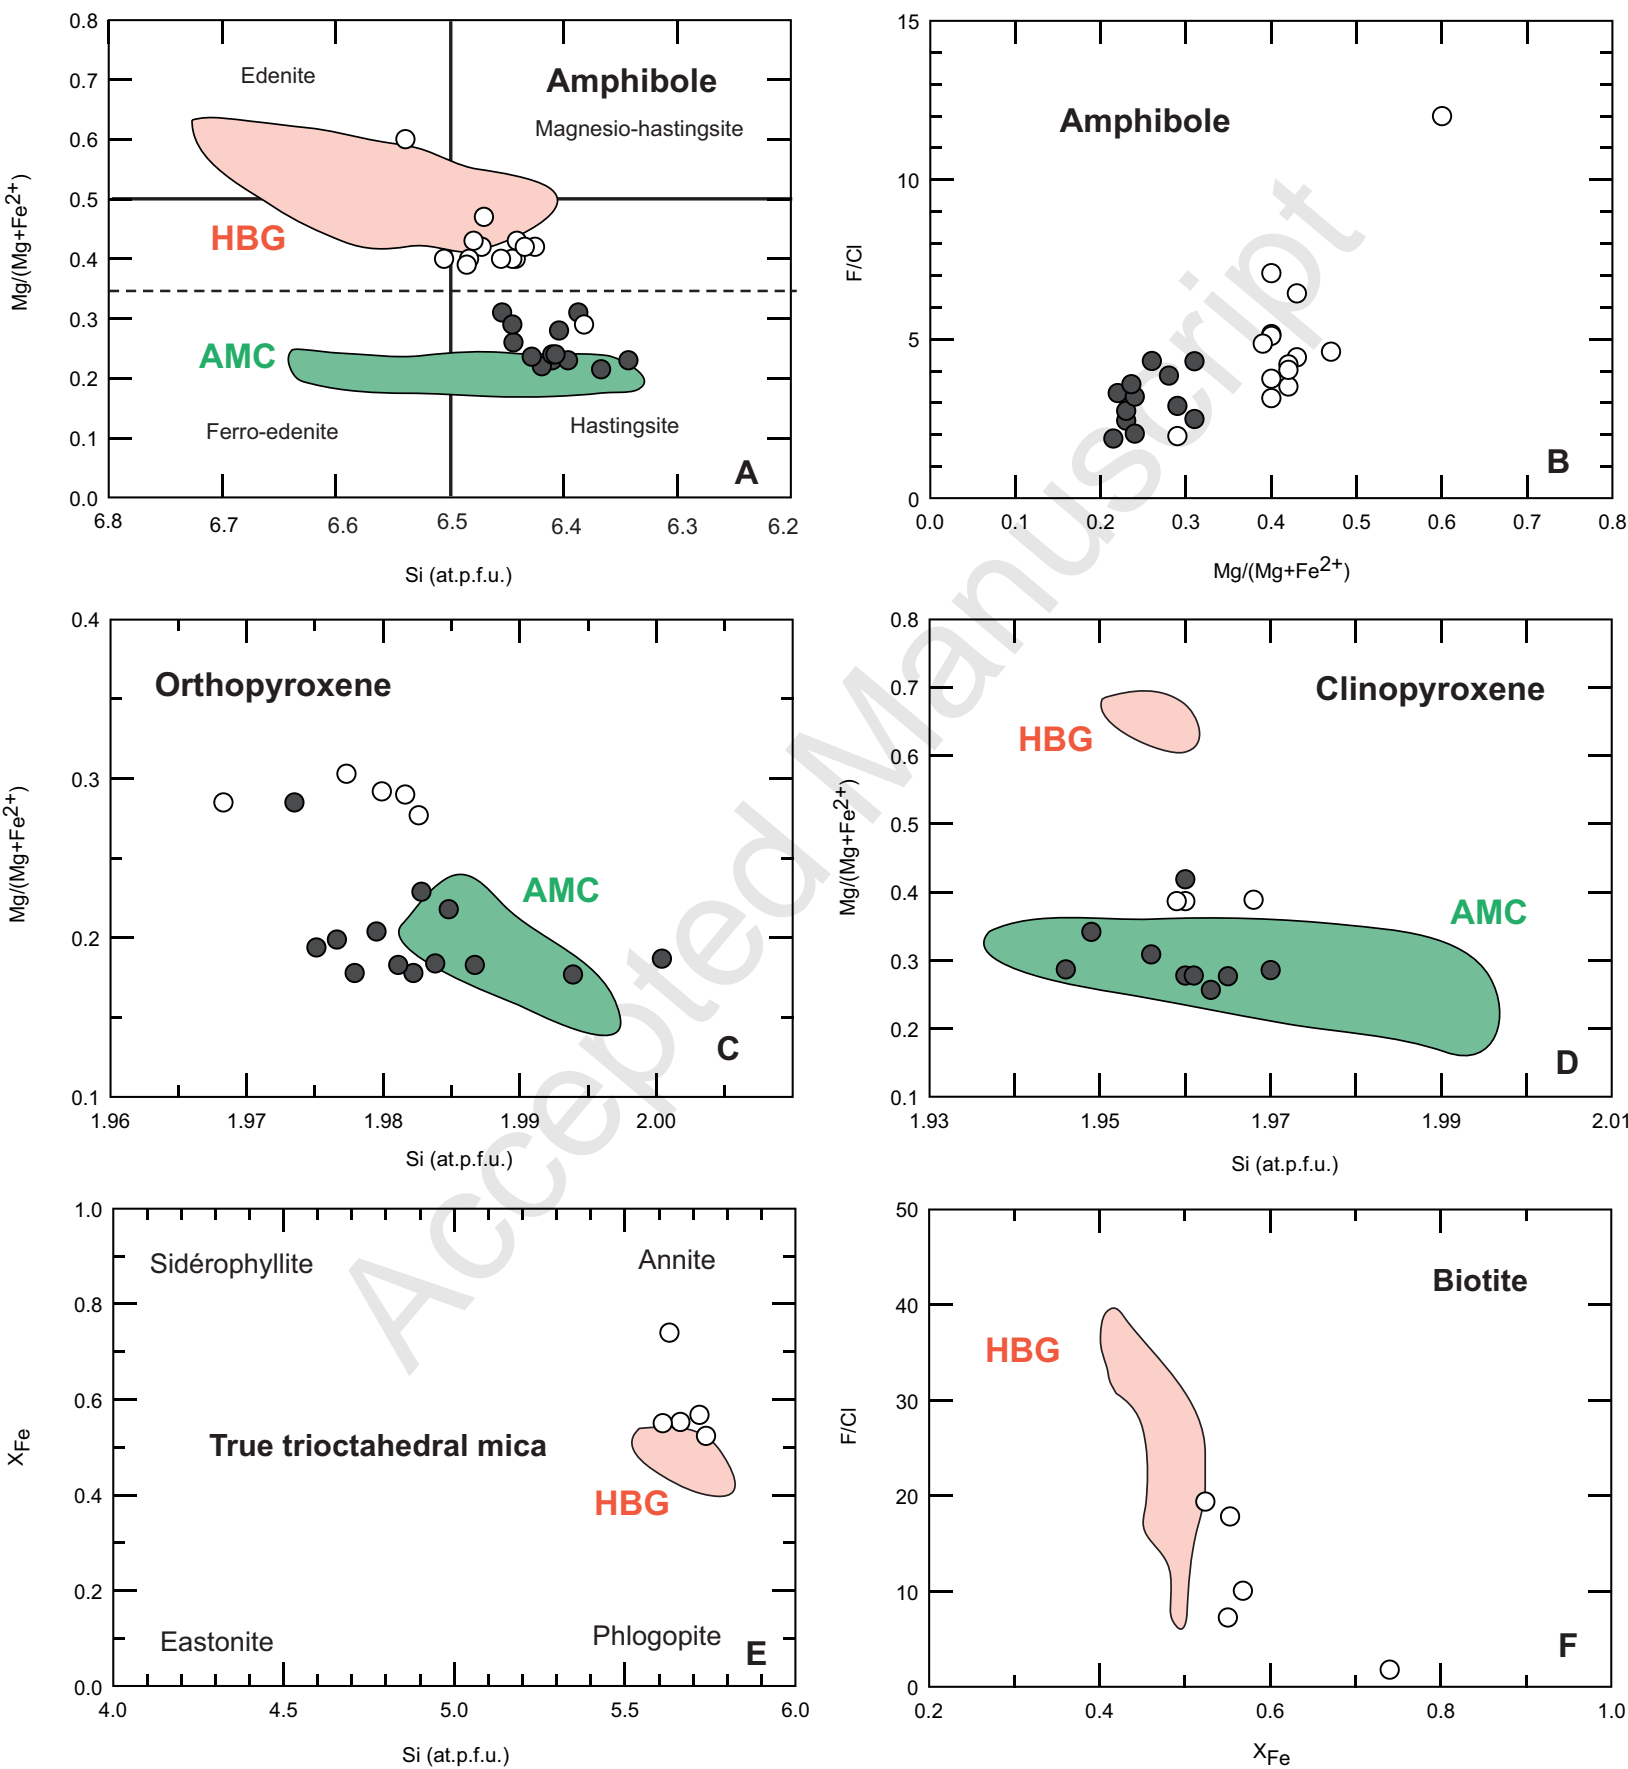 0.8
0.7
0.6
0.5
0.4
0.3
0.2
0.1
0.0
Mg/(Mg+Fe2+)
Edenite
Amphibole
Magnesio-hastingsite
HBG
AMC
Ferro-edenite
Hastingsite
A
6.8 6.7 6.6 6.5 6.4 6.3 6.2
Si (at.p.f.u.)
15
10
5
0
F/Cl
Amphibole
B
0.0 0.1 0.2 0.3 0.4 0.5 0.6 0.7 0.8
Mg/(Mg+Fe2+)
0.4
0.3
0.2
0.1
Mg/(Mg+Fe2+)
Orthopyroxene
AMC
C
1.96 1.97 1.98 1.99 2.00
Si (at.p.f.u.)
0.8
0.7
0.6
0.5
0.4
0.3
0.2
0.1
Mg/(Mg+Fe2+)
Clinopyroxene
HBG
AMC
D
1.93 1.95 1.97 1.99 2.01
Si (at.p.f.u.)
1.0
0.8
0.6
0.4
0.2
0.0
XFe
Sidérophyllite
Annite
True trioctahedral mica
HBG
Eastonite
Phlogopite
E
4.0 4.5 5.0 5.5 6.0
Si (at.p.f.u.)
50
40
30
20
10
0
F/Cl
Biotite
HBG
F
0.2 0.4 0.6 0.8 1.0
XFe
Accepted Manuscript